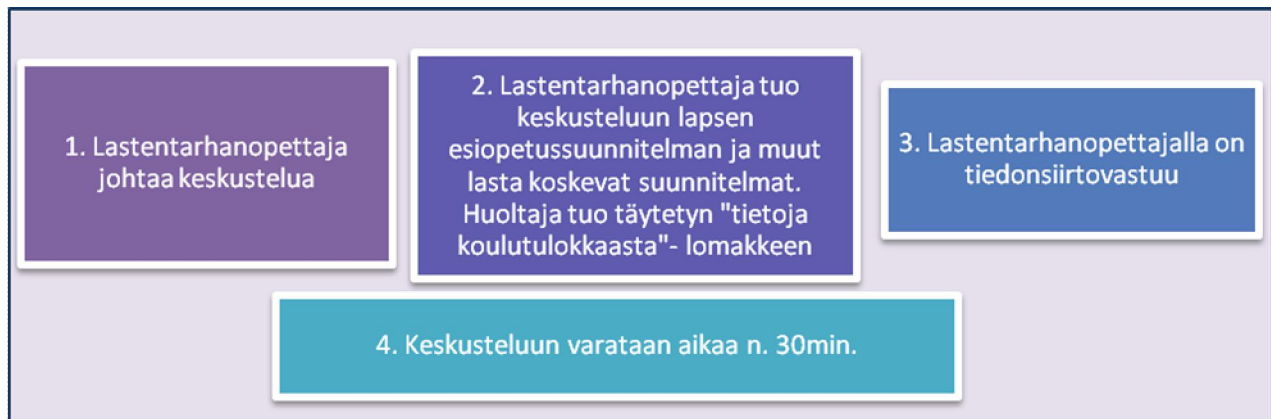 1. Lastentarhanopettaja
johtaa keskustelua
2. Lastentarhanopettaja tuo
keskusteluun lapsen
esiopetussuunnitelman ja muut
lasta koskevat suunnitelmat.
Huoltaja tuo täytetyn "tietoja
koulutulokkaasta"- lomakkeen
3. Lastentarhanopettajalla on
tiedonsiirtovastuu
4. Keskusteluun varataan aikaa n. 30min.